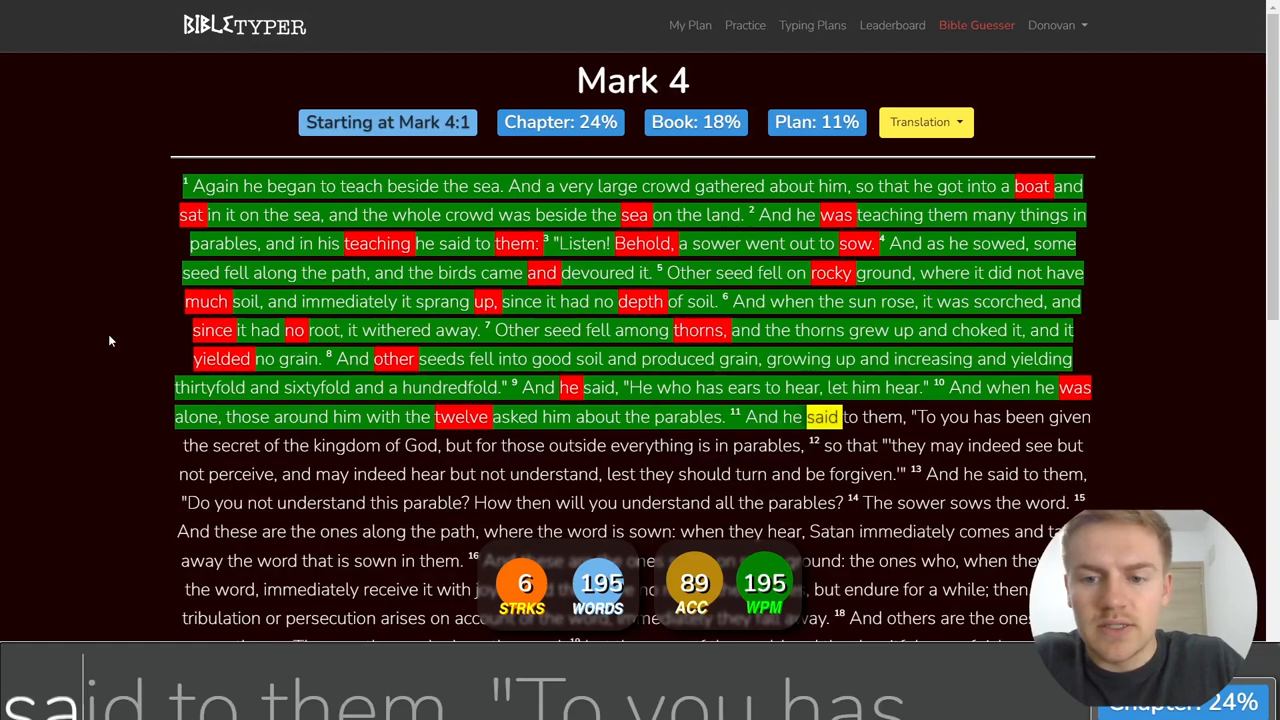 BIBLETYPER
My Plan Practice Typing Plans Leaderboard Bible Guesser Donovan
Mark 4
Starting at Mark 4:1 Chapter: 24% Book: 18% Plan: 11% Translation
1 Again he began to teach beside the sea. And a very large crowd gathered about him, so that he got into a boat and
sat in it on the sea, and the whole crowd was beside the sea on the land. 2 And he was teaching them many things in
parables, and in his teaching he said to them: 3 "Listen! Behold, a sower went out to sow. 4 And as he sowed, some
seed fell along the path, and the birds came and devoured it. 5 Other seed fell on rocky ground, where it did not have
much soil, and immediately it sprang up, since it had no depth of soil. 6 And when the sun rose, it was scorched, and
since it had no root, it withered away. 7 Other seed fell among thorns, and the thorns grew up and choked it, and it
yielded no grain. 8 And other seeds fell into good soil and produced grain, growing up and increasing and yielding
thirtyfold and sixtyfold and a hundredfold." 9 And he said, "He who has ears to hear, let him hear." 10 And when he was
alone, those around him with the twelve asked him about the parables. 11 And he said to them, "To you has been given
the secret of the kingdom of God, but for those outside everything is in parables, 12 so that "'they may indeed see but
not perceive, and may indeed hear but not understand, lest they should turn and be forgiven.'" 13 And he said to them,
"Do you not understand this parable? How then will you understand all the parables? 14 The sower sows the word. 15
And these are the ones along the path, where the word is sown: when they hear, Satan immediately comes and
away the word that is sown in them. 16 And these are the ones ound: the ones who, when they
the word, immediately receive it with , but endure for a while; then,
tribulation or persecution arises on account of the word, immediately they fall away. 18 And others are the ones
6 195 89 195
STRKS WORDS ACC WPM
said to them, "To you has
Chapter: 24%